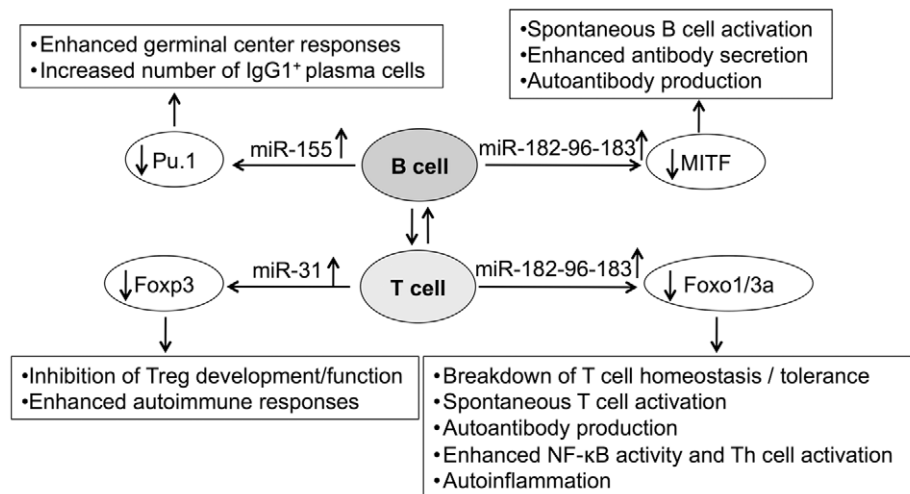 •Enhanced germinal center responses
•Increased number of IgG1⁺ plasma cells
•Spontaneous B cell activation
•Enhanced antibody secretion
•Autoantibody production
Pu.1
miR-155
B cell
miR-182-96-183
MITF
Foxp3
miR-31
T cell
miR-182-96-183
Foxo1/3a
•Inhibition of Treg development/function
•Enhanced autoimmune responses
•Breakdown of T cell homeostasis / tolerance
•Spontaneous T cell activation
•Autoantibody production
•Enhanced NF-κB activity and Th cell activation
•Autoinflammation